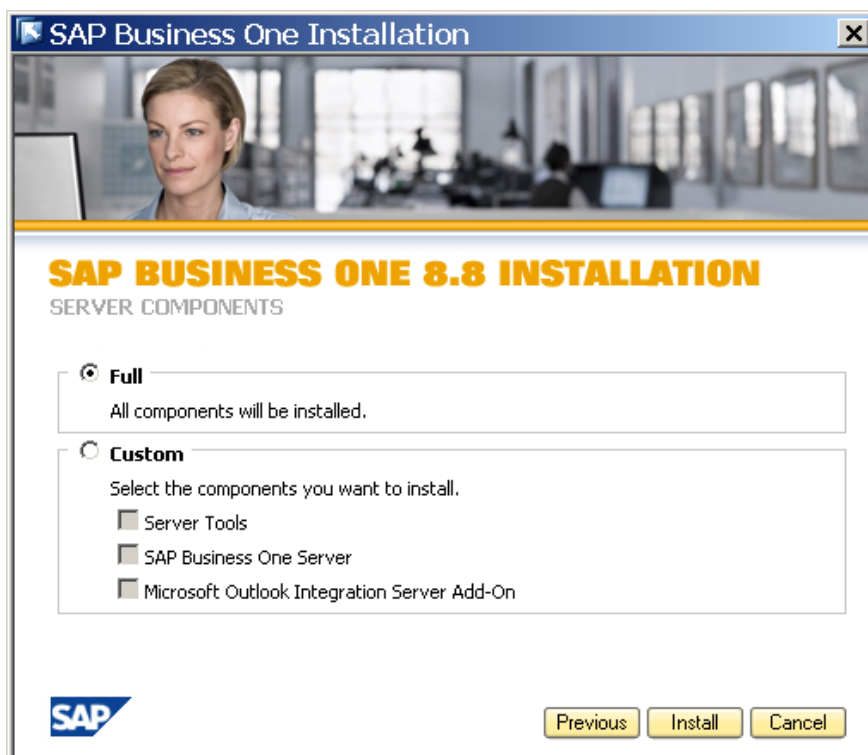 SAP Business One Installation
SAP BUSINESS ONE 8.8 INSTALLATION
SERVER COMPONENTS
Full
All components will be installed.
Custom
Select the components you want to install.
Server Tools
SAP Business One Server
Microsoft Outlook Integration Server Add-On
SAP
Previous Install Cancel